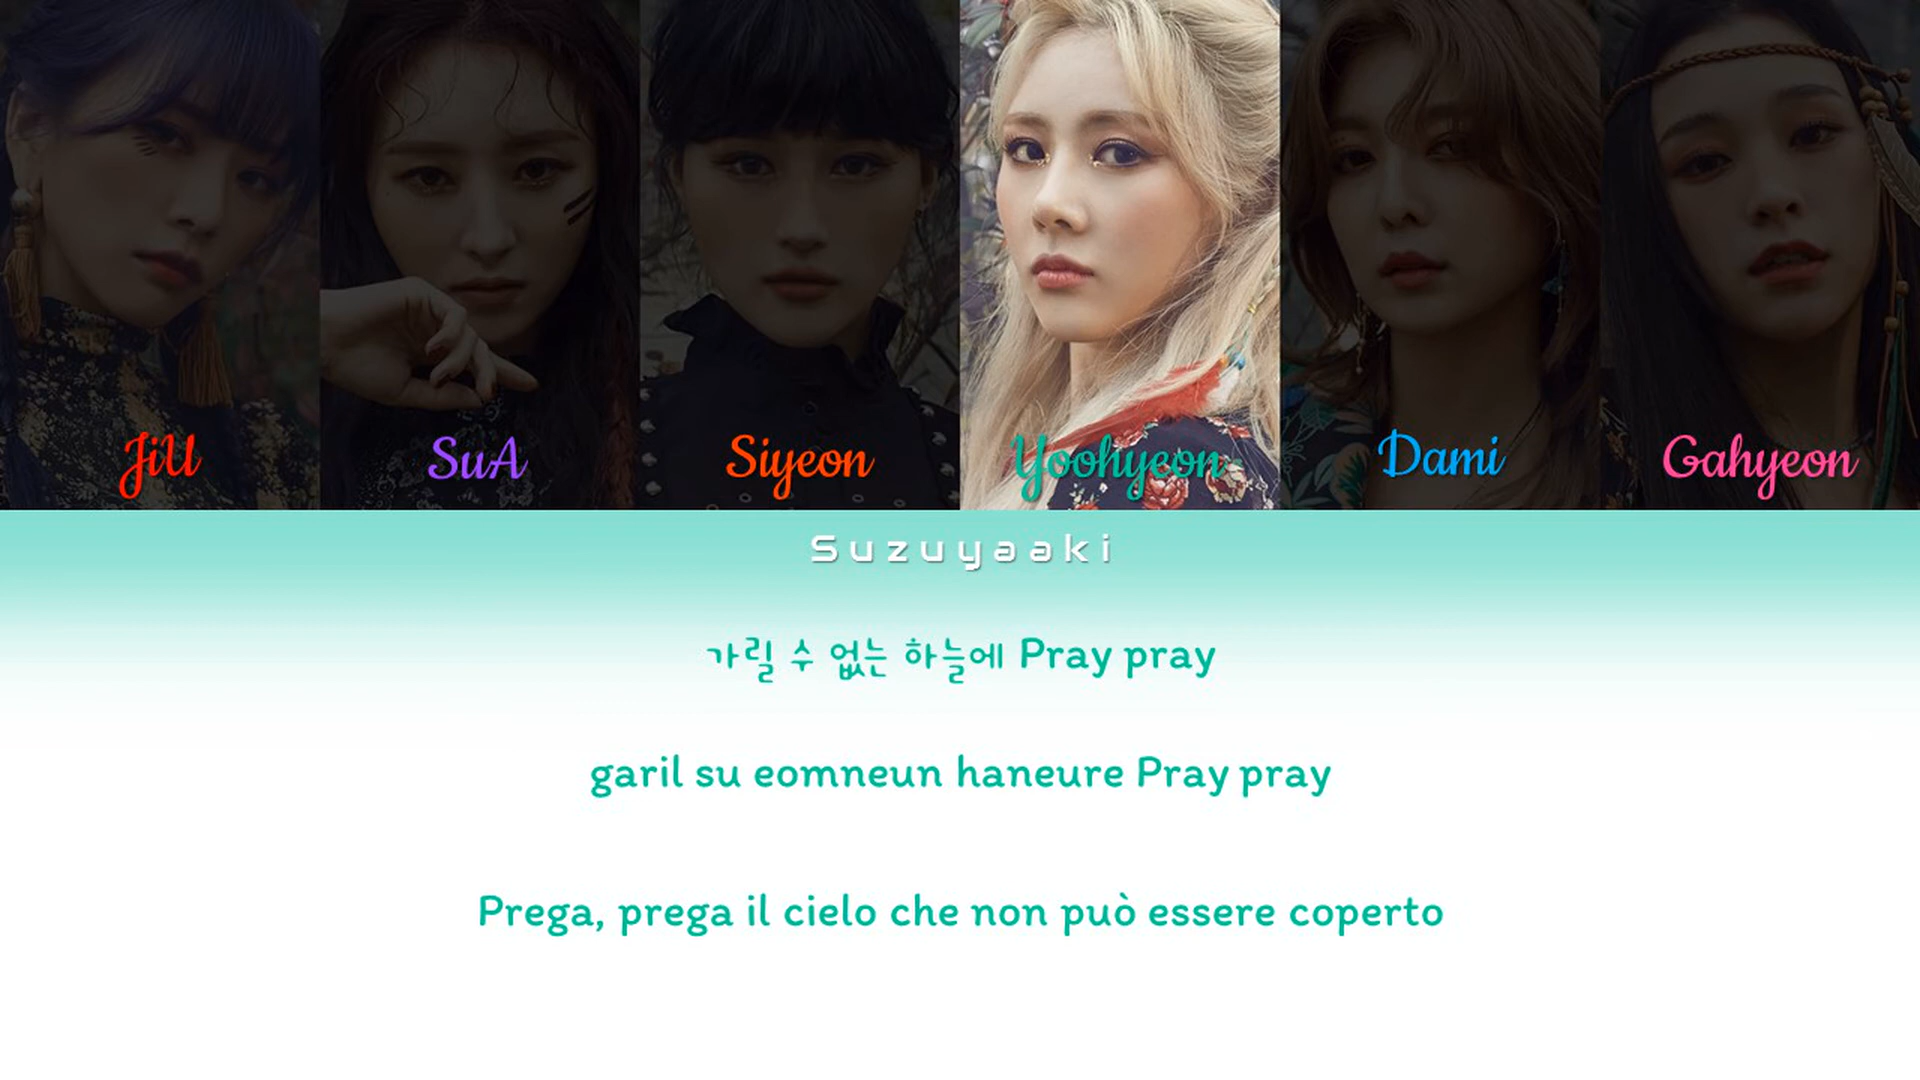 JiU SuA Siyeon Yoohyeon Dami Gahyeon
Suzuyaaki
가릴 수 없는 하늘에 Pray pray
garil su eomneun haneure Pray pray
Prega, prega il cielo che non può essere coperto